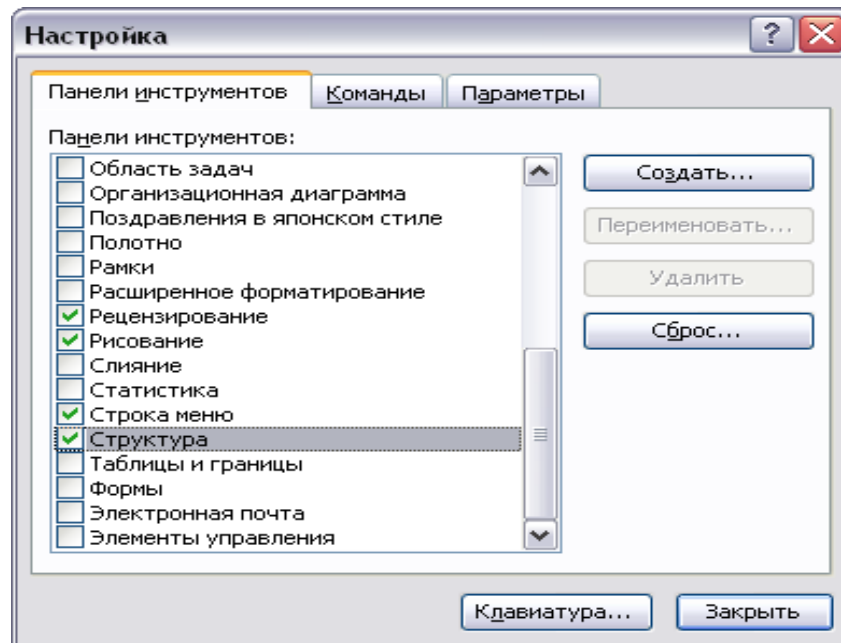 Настройка
Панели инструментов
Команды
Параметры
Панели инструментов:
Область задач
Организационная диаграмма
Поздравления в японском стиле
Полотно
Рамки
Расширенное форматирование
Рецензирование
Рисование
Слияние
Статистика
Строка меню
Структура
Таблицы и границы
Формы
Электронная почта
Элементы управления
Создать...
Переименовать...
Удалить
Сброс...
Клавиатура...
Закрыть